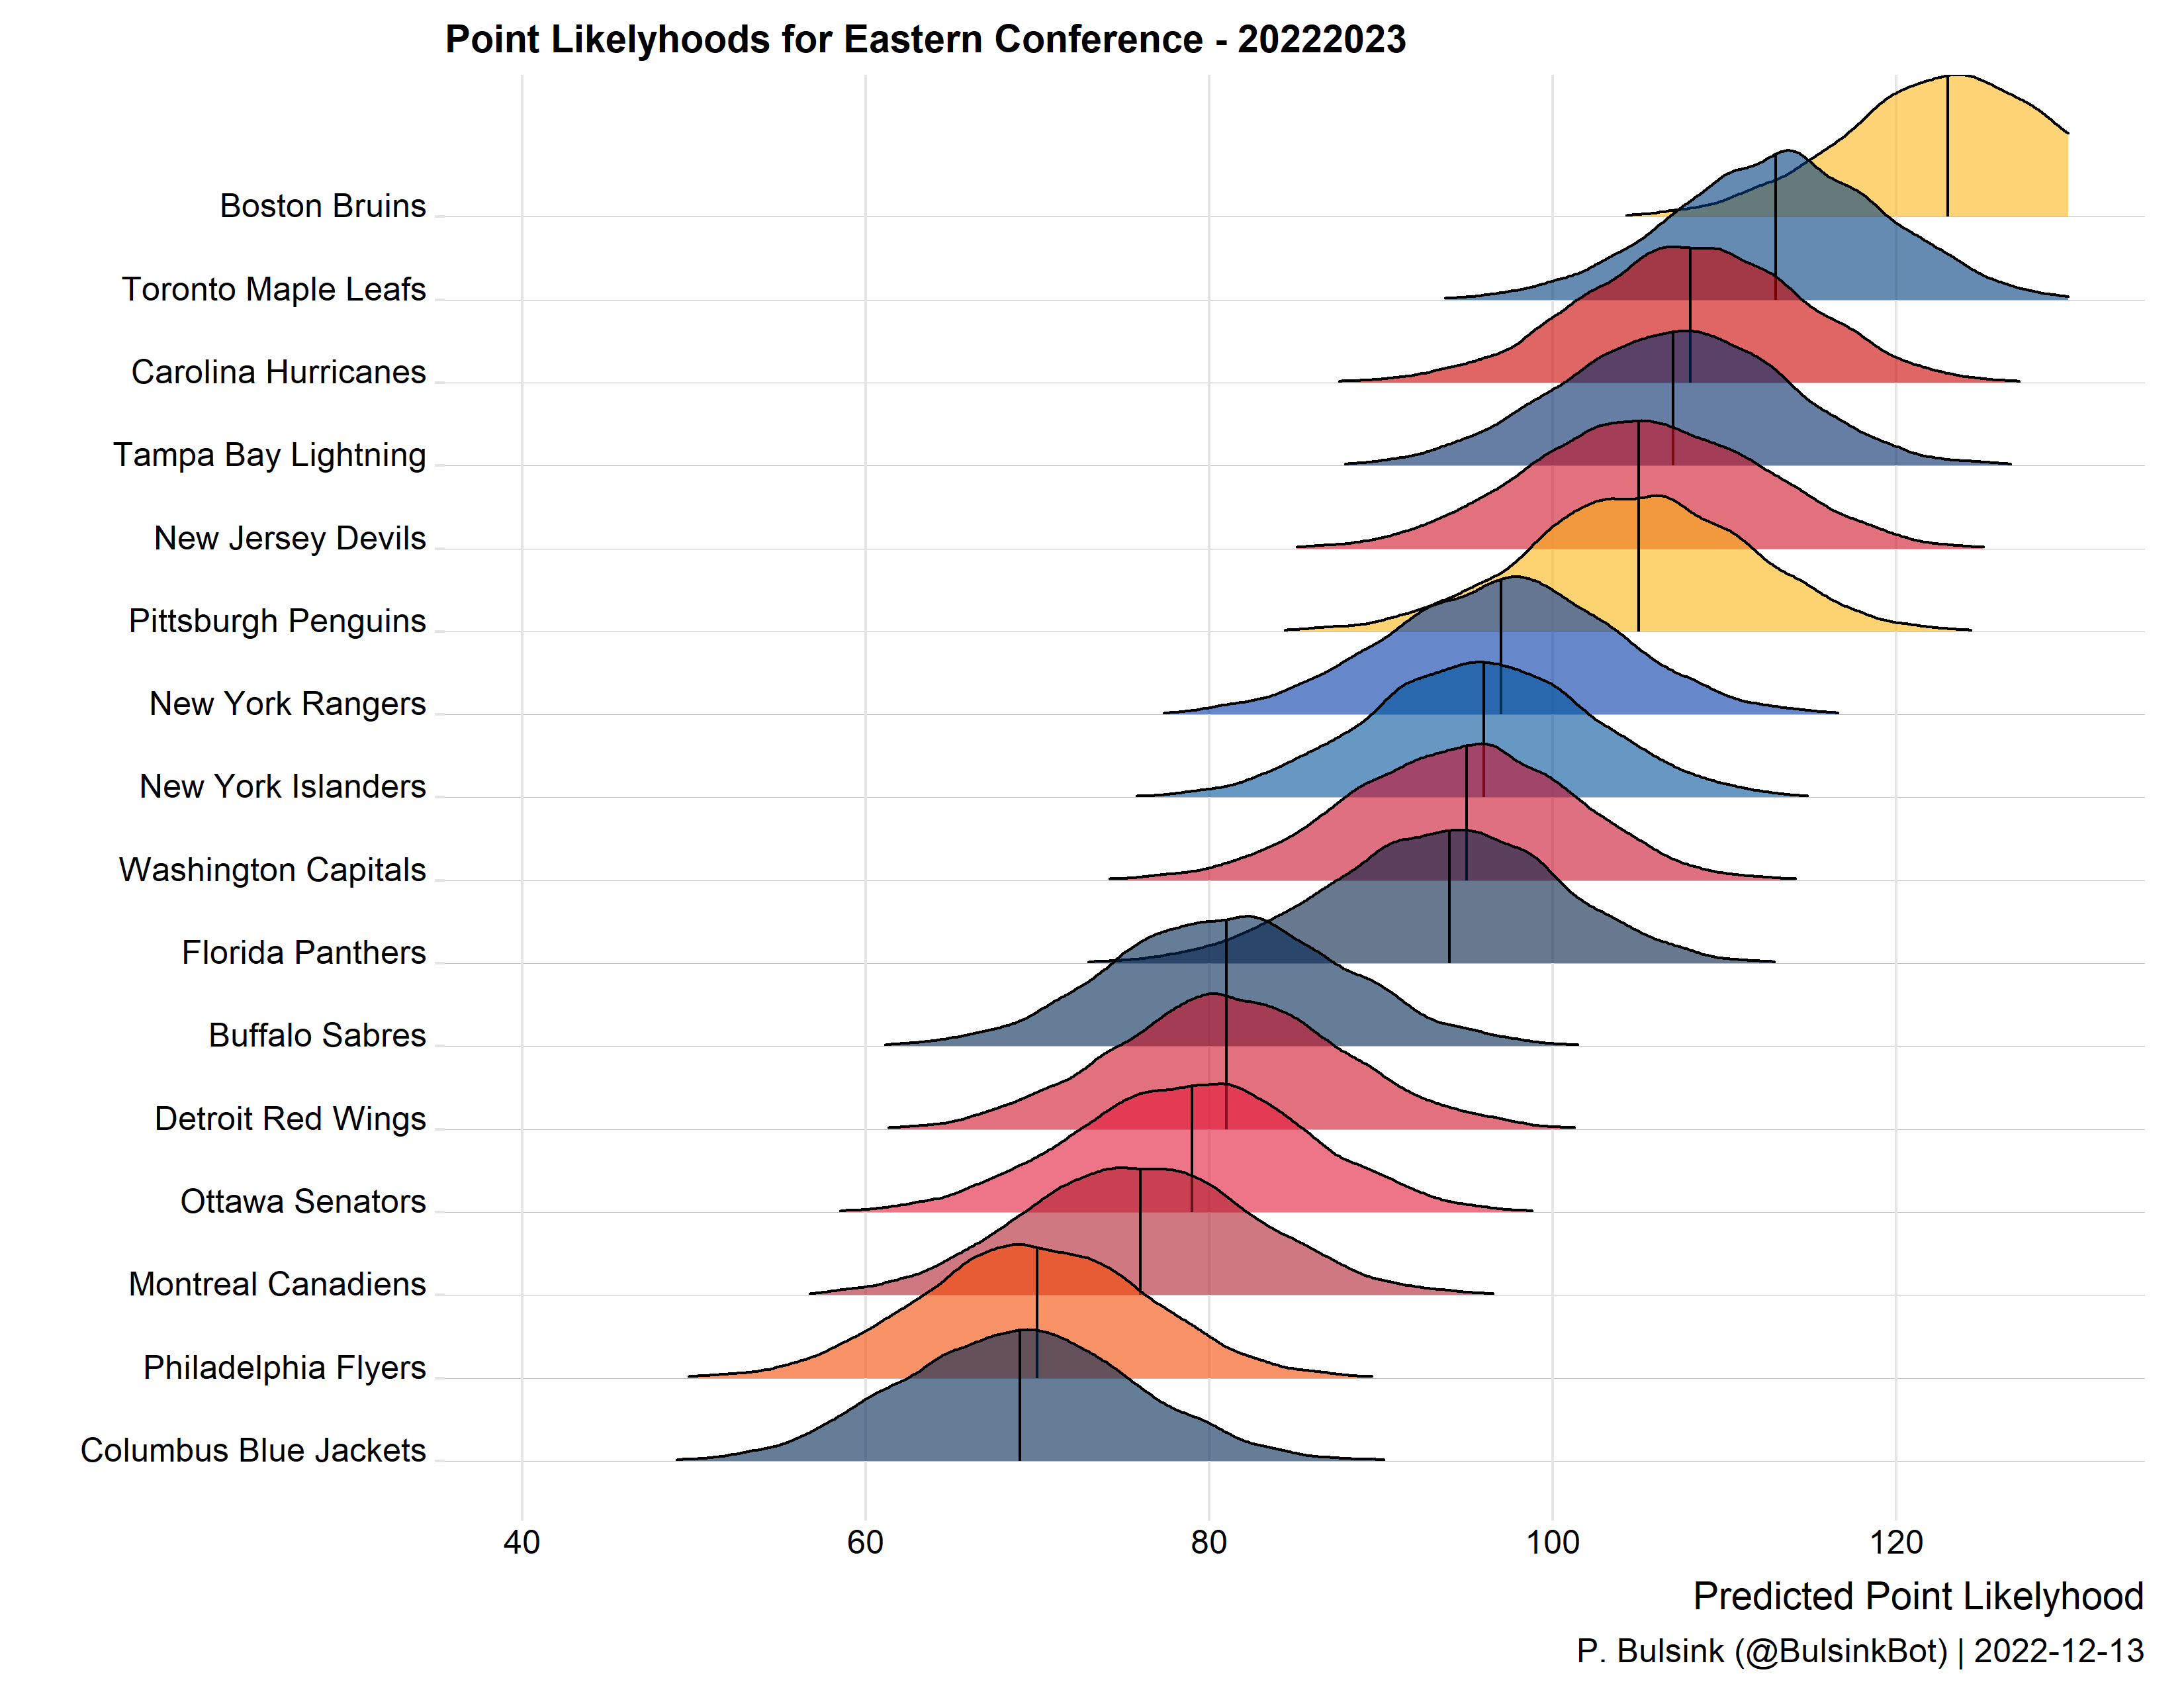 Point Likelyhoods for Eastern Conference - 20222023
Boston Bruins
Toronto Maple Leafs
Carolina Hurricanes
Tampa Bay Lightning
New Jersey Devils
Pittsburgh Penguins
New York Rangers
New York Islanders
Washington Capitals
Florida Panthers
Buffalo Sabres
Detroit Red Wings
Ottawa Senators
Montreal Canadiens
Philadelphia Flyers
Columbus Blue Jackets
40 60 80 100 120
Predicted Point Likelyhood
P. Bulsink (@BulsinkBot) | 2022-12-13